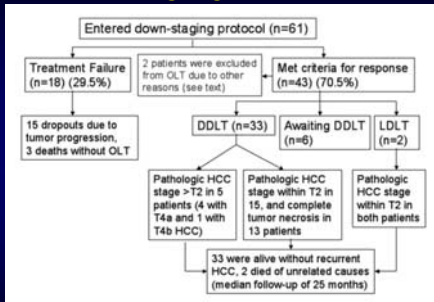 Entered down-staging protocol (n=61)
Treatment Failure
(n=18) (29.5%)
2 patients were excluded
from OLT due to other
reasons (see text)
Met criteria for response
(n=43) (70.5%)
15 dropouts due to
tumor progression,
3 deaths without OLT
DDLT (n=33)
Awaiting DDLT
(n=6)
LDLT
(n=2)
Pathologic HCC
stage >T2 in 5
patients (4 with
T4a and 1 with
T4b HCC)
Pathologic HCC
stage within T2 in
15, and complete
tumor necrosis in
13 patients
Pathologic
HCC stage
within T2 in
both patients
33 were alive without recurrent
HCC, 2 died of unrelated causes
(median follow-up of 25 months)